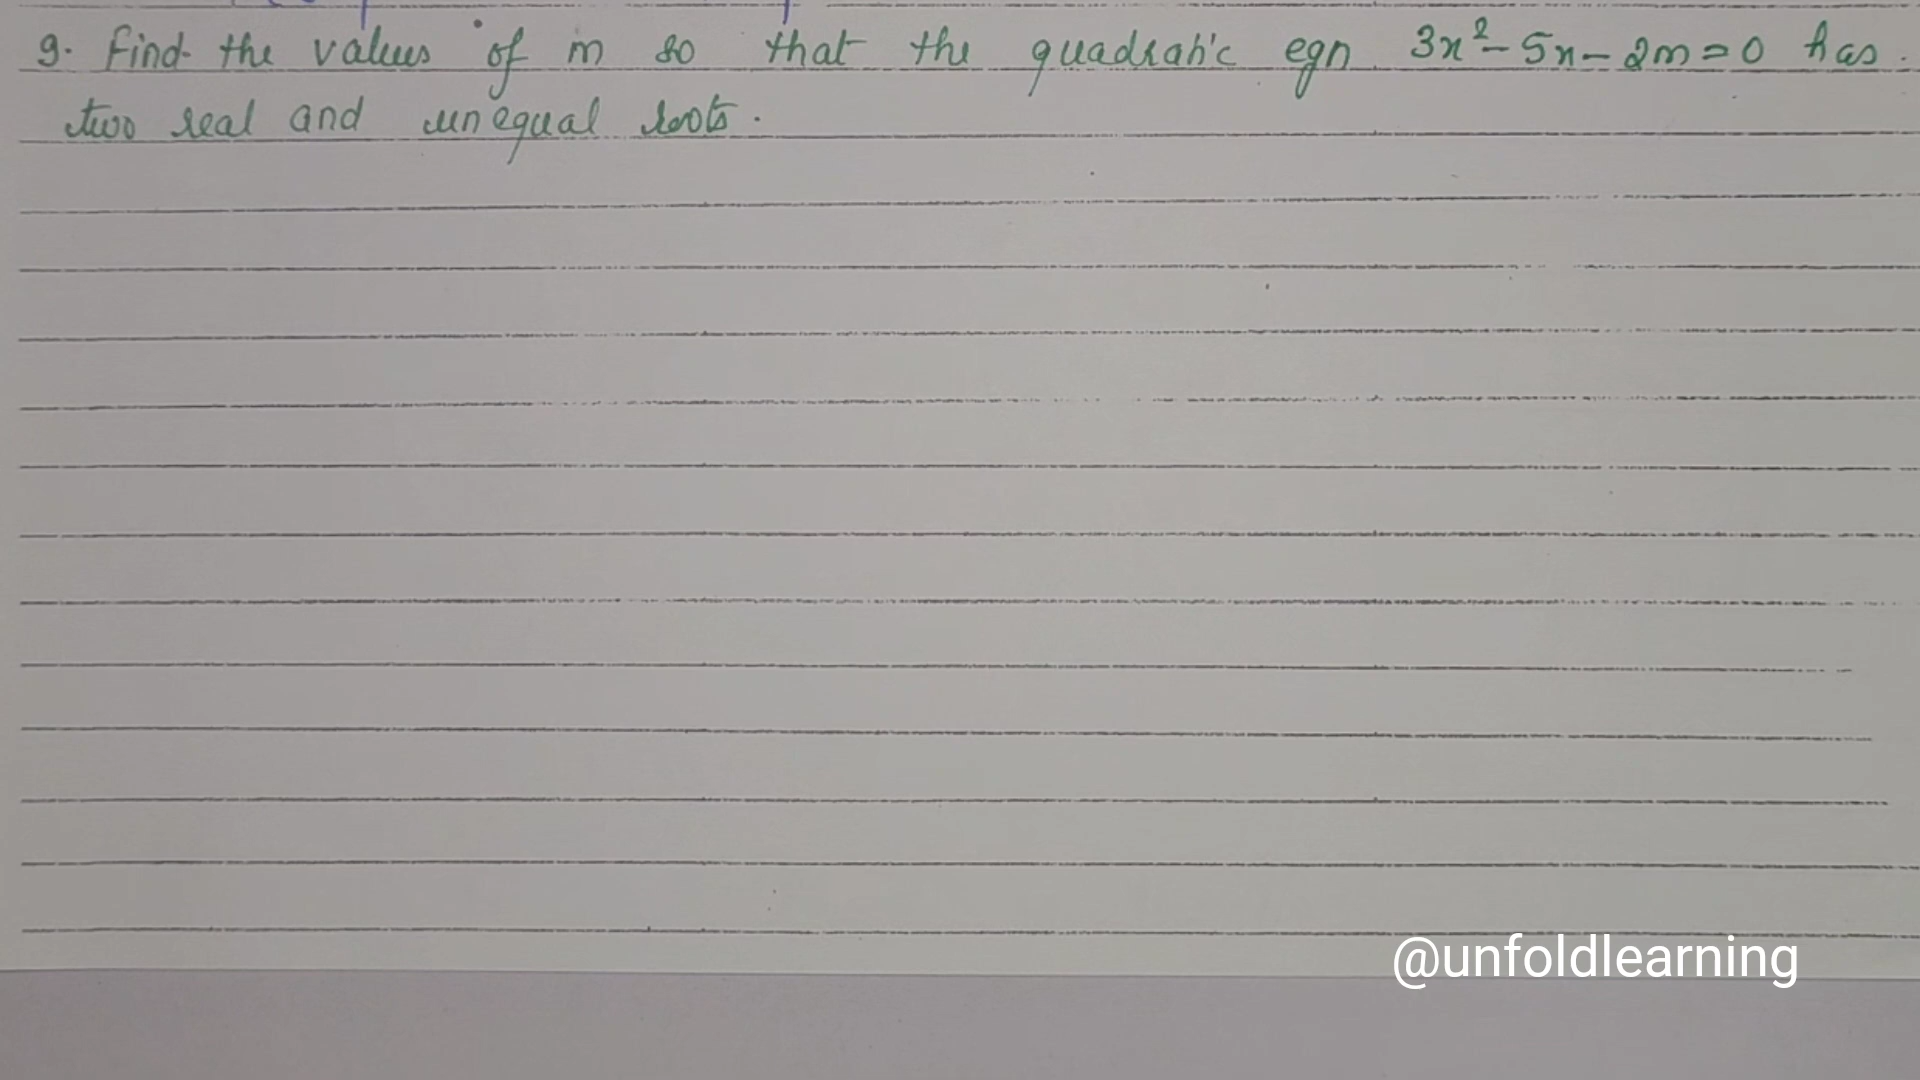 9. Find the values of m so that the quadratic eqn 3x²-5x-2m=0 has
two real and unequal roots.
@unfoldlearning